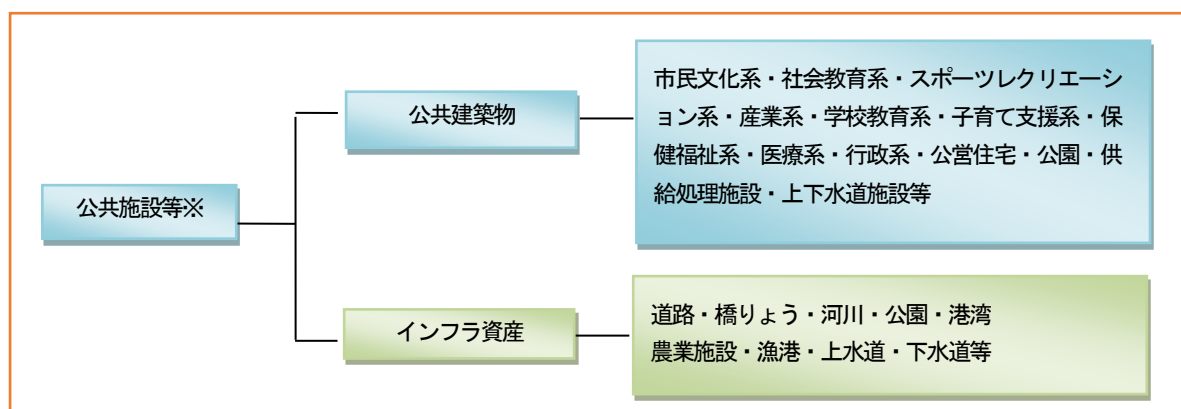 公共施設等※
公共建築物
市民文化系・社会教育系・スポーツレクリエーシ
ョン系・産業系・学校教育系・子育て支援系・保
健福祉系・医療系・行政系・公営住宅・公園・供
給処理施設・上下水道施設等
インフラ資産
道路・橋りょう・河川・公園・港湾
農業施設・漁港・上水道・下水道等